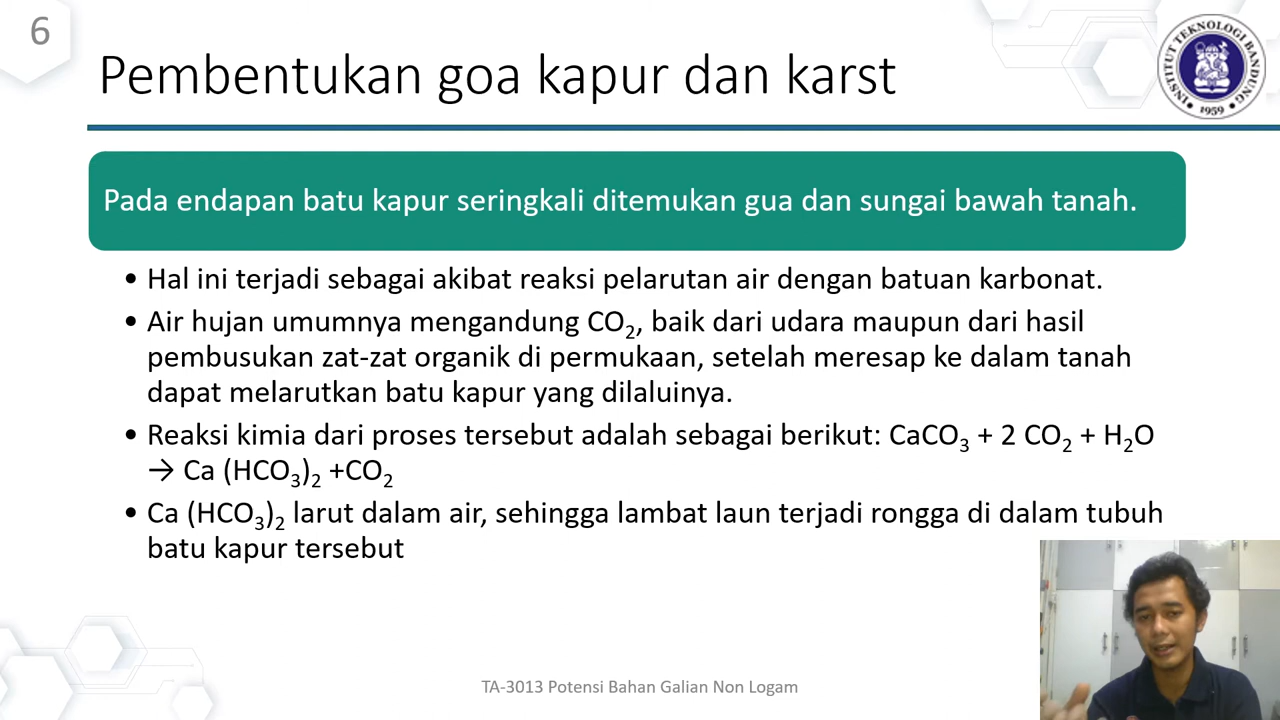 6
Pembentukan goa kapur dan karst
INSTITUT TEKNOLOGI BANDUNG
1959
Pada endapan batu kapur seringkali ditemukan gua dan sungai bawah tanah.
• Hal ini terjadi sebagai akibat reaksi pelarutan air dengan batuan karbonat.
• Air hujan umumnya mengandung CO₂, baik dari udara maupun dari hasil
pembusukan zat-zat organik di permukaan, setelah meresap ke dalam tanah
dapat melarutkan batu kapur yang dilaluinya.
• Reaksi kimia dari proses tersebut adalah sebagai berikut: CaCO₃ + 2 CO₂ + H₂O
→ Ca (HCO₃)₂ +CO₂
• Ca (HCO₃)₂ larut dalam air, sehingga lambat laun terjadi rongga di dalam tubuh
batu kapur tersebut
TA-3013 Potensi Bahan Galian Non Logam